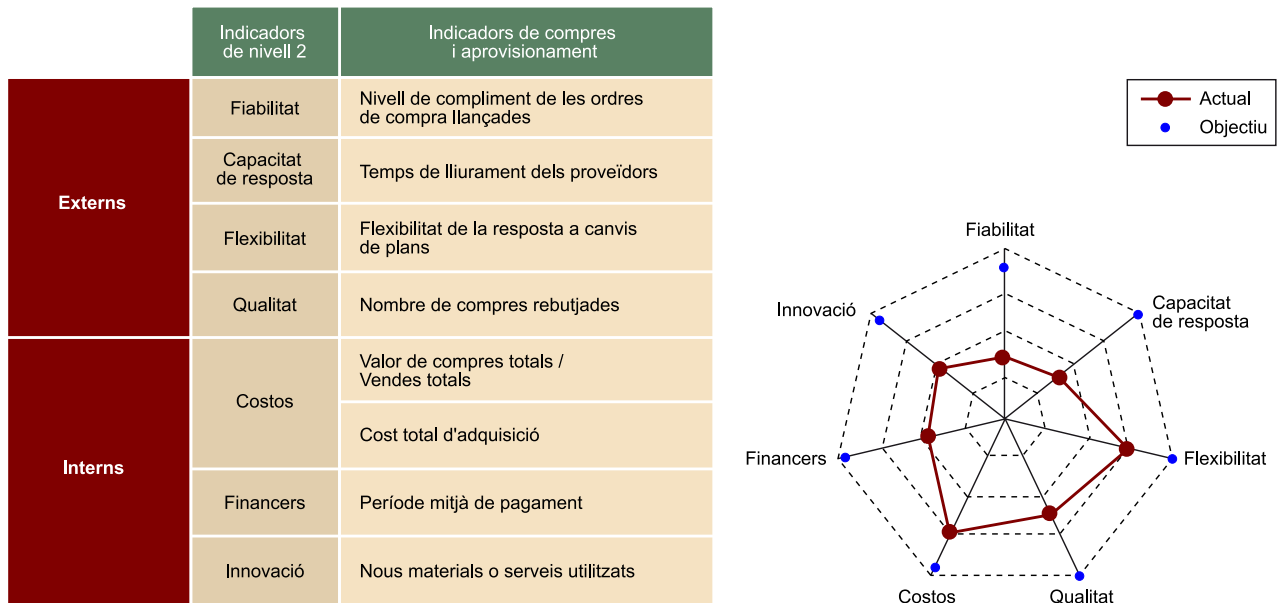 Indicadors
de nivell 2
Indicadors de compres
i aprovisionament
Externs
Fiabilitat
Nivell de compliment de les ordres
de compra llançades
Capacitat
de resposta
Temps de lliurament dels proveïdors
Flexibilitat
Flexibilitat de la resposta a canvis
de plans
Qualitat
Nombre de compres rebutjades
Interns
Costos
Valor de compres totals /
Vendes totals
Cost total d'adquisició
Financers
Període mitjà de pagament
Innovació
Nous materials o serveis utilitzats
Actual
Objectiu
Fiabilitat
Capacitat
de resposta
Flexibilitat
Qualitat
Costos
Financers
Innovació